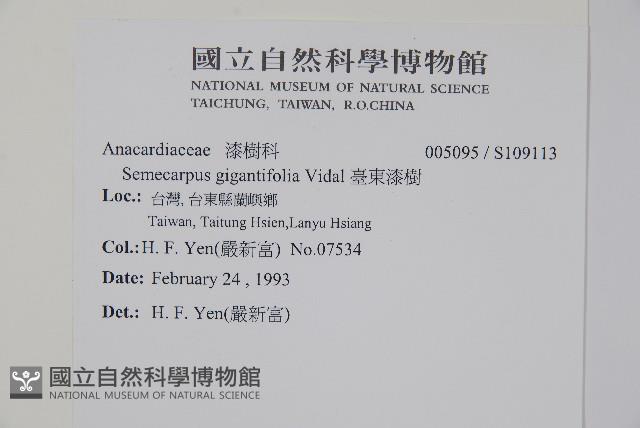 國立自然科學博物館
NATIONAL MUSEUM OF NATURAL SCIENCE
TAICHUNG, TAIWAN, R.O.CHINA
Anacardiaceae 漆樹科 005095 / S109113
Semecarpus gigantifolia Vidal 臺東漆樹
Loc.: 台灣, 台東縣蘭嶼鄉
Taiwan, Taitung Hsien,Lanyu Hsiang
Col.: H. F. Yen(嚴新富) No.07534
Date: February 24 , 1993
Det.: H. F. Yen(嚴新富)
國立自然科學博物館
NATIONAL MUSEUM OF NATURAL SCIENCE